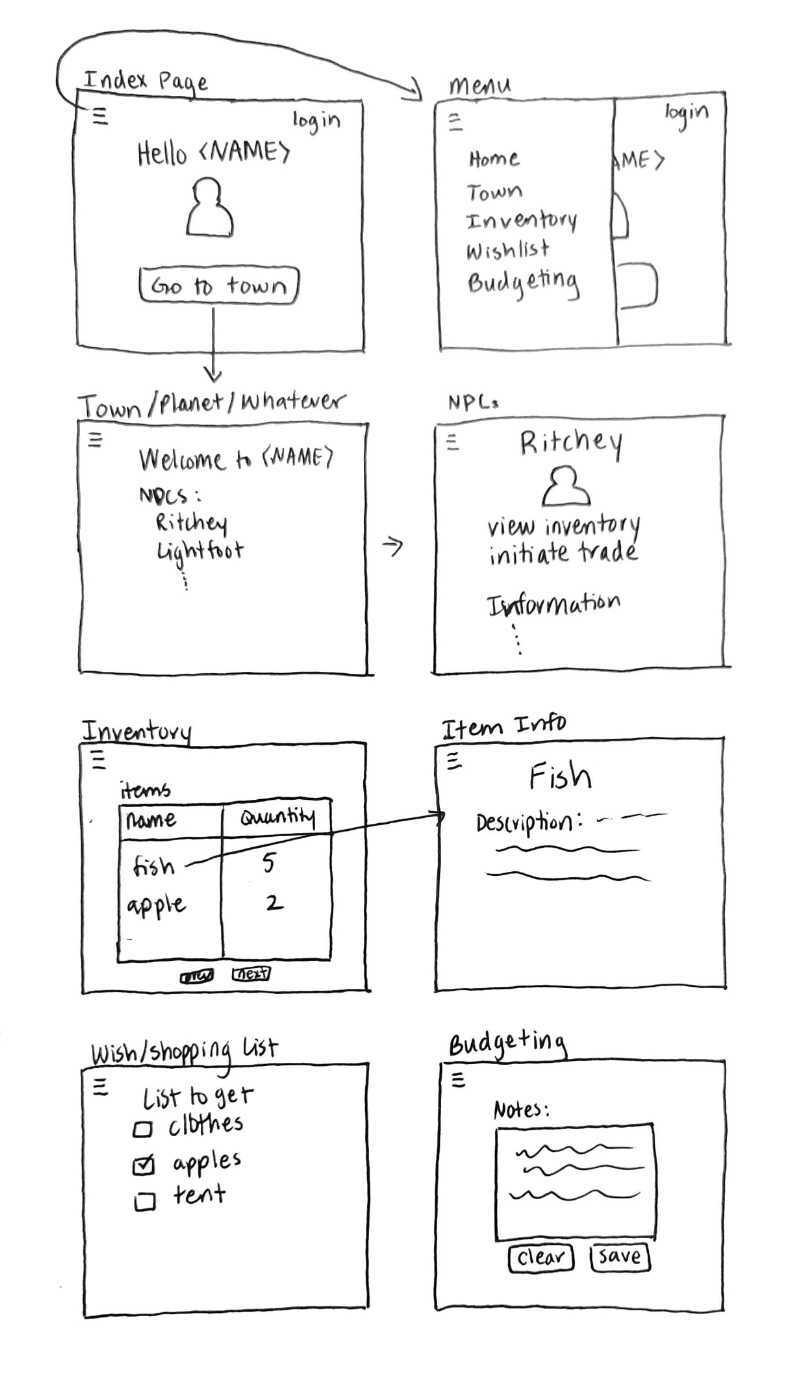 Index Page
login
Hello <NAME>
Go to town
Menu
login
AME>
Home
Town
Inventory
Wishlist
Budgeting
Town/Planet/Whatever
Welcome to <NAME>
NPCS:
Ritchey
Lightfoot
NPCs
Ritchey
view inventory
initiate trade
Information
Inventory
items
name Quantity
fish 5
apple 2
prev next
Item Info
Fish
Description:
Wish/shopping List
List to get
clothes
apples
tent
Budgeting
Notes:
clear save